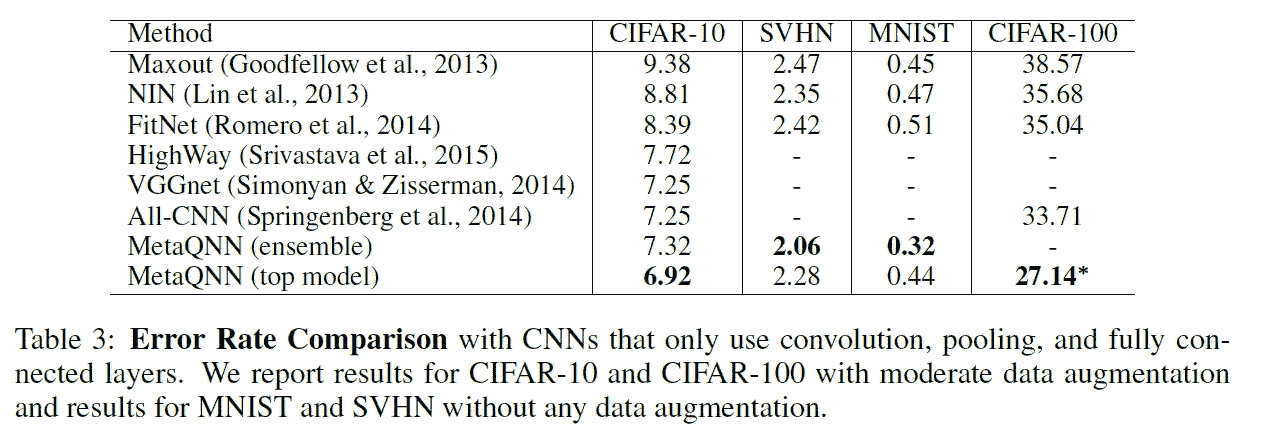 Method CIFAR-10 SVHN MNIST CIFAR-100
Maxout (Goodfellow et al., 2013) 9.38 2.47 0.45 38.57
NIN (Lin et al., 2013) 8.81 2.35 0.47 35.68
FitNet (Romero et al., 2014) 8.39 2.42 0.51 35.04
HighWay (Srivastava et al., 2015) 7.72 - - -
VGGnet (Simonyan & Zisserman, 2014) 7.25 - - -
All-CNN (Springenberg et al., 2014) 7.25 - - 33.71
MetaQNN (ensemble) 7.32 2.06 0.32 -
MetaQNN (top model) 6.92 2.28 0.44 27.14*
Table 3: Error Rate Comparison with CNNs that only use convolution, pooling, and fully con-
nected layers. We report results for CIFAR-10 and CIFAR-100 with moderate data augmentation
and results for MNIST and SVHN without any data augmentation.